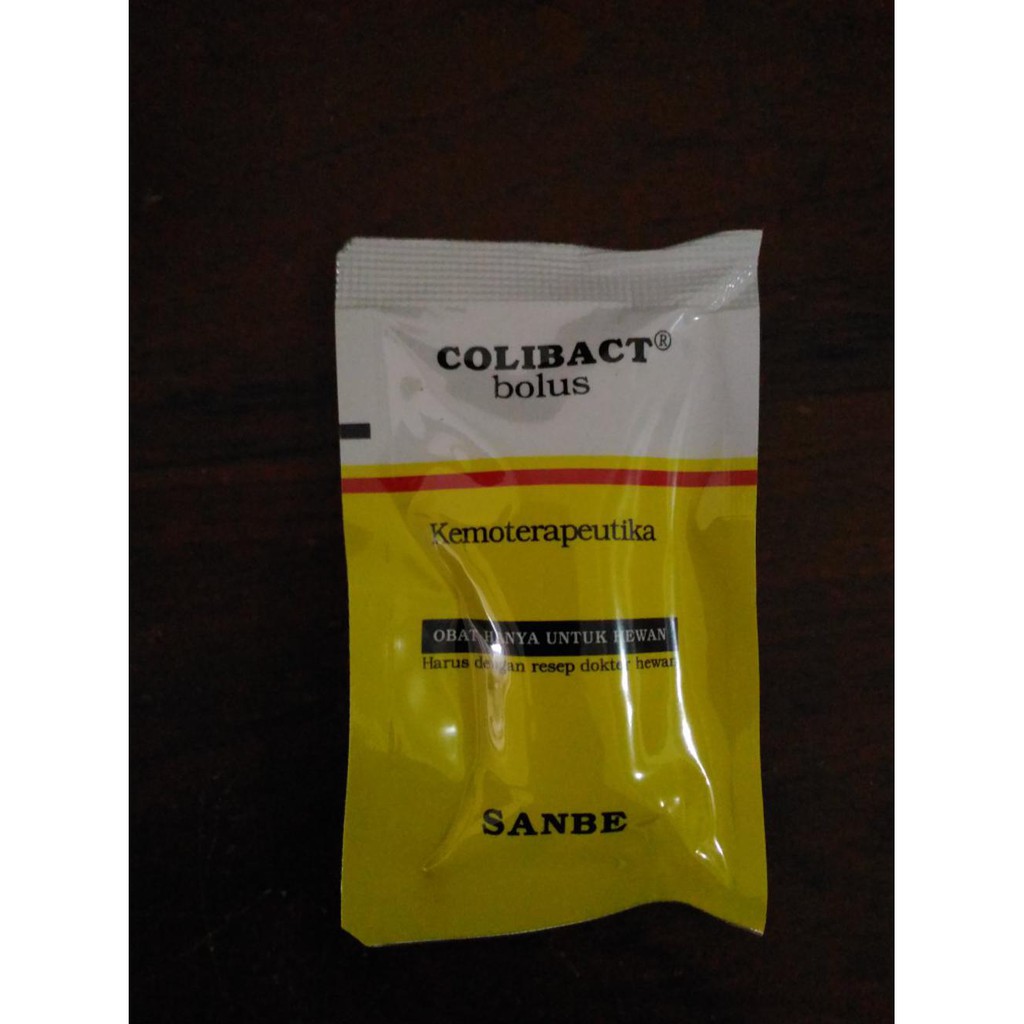 COLIBACT®
bolus
Kemoterapeutika
OBAT HANYA UNTUK HEWAN
Harus dengan resep dokter hewan
SANBE